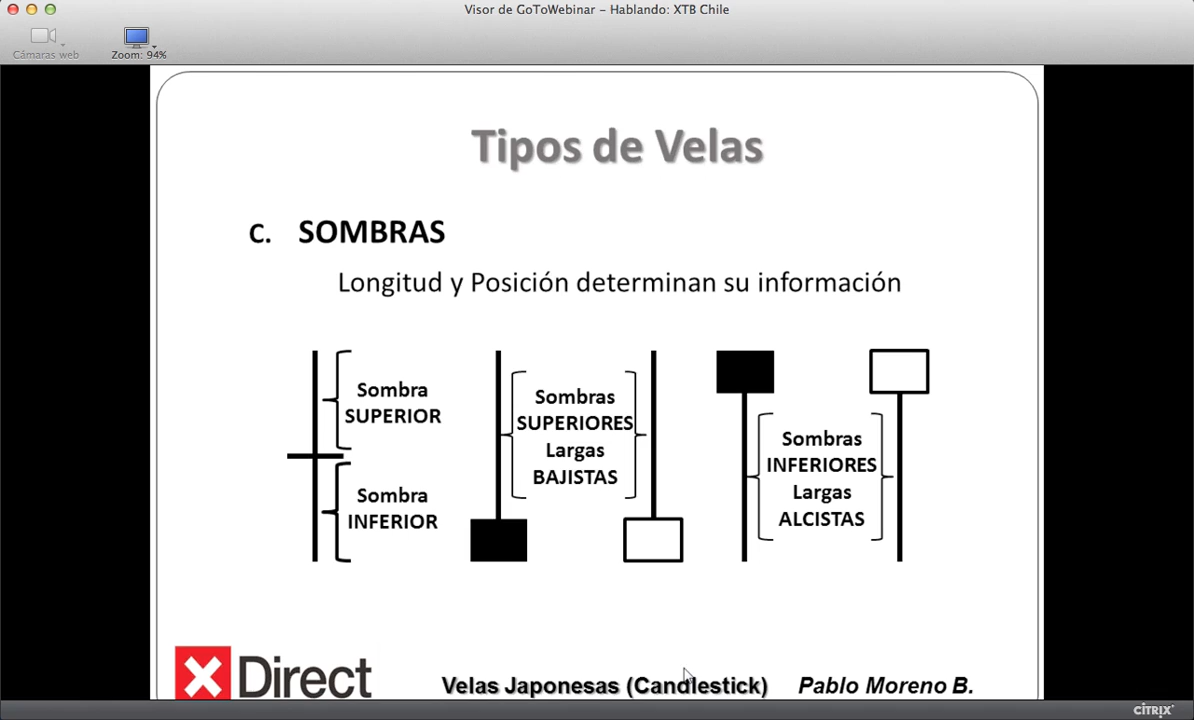 Visor de GoToWebinar – Hablando: XTB Chile
Cámaras web
Zoom: 94%
Tipos de Velas
C. SOMBRAS
Longitud y Posición determinan su información
Sombra
SUPERIOR
Sombra
INFERIOR
Sombras
SUPERIORES
Largas
BAJISTAS
Sombras
INFERIORES
Largas
ALCISTAS
X Direct
Velas Japonesas (Candlestick)
Pablo Moreno B.
CITRIX